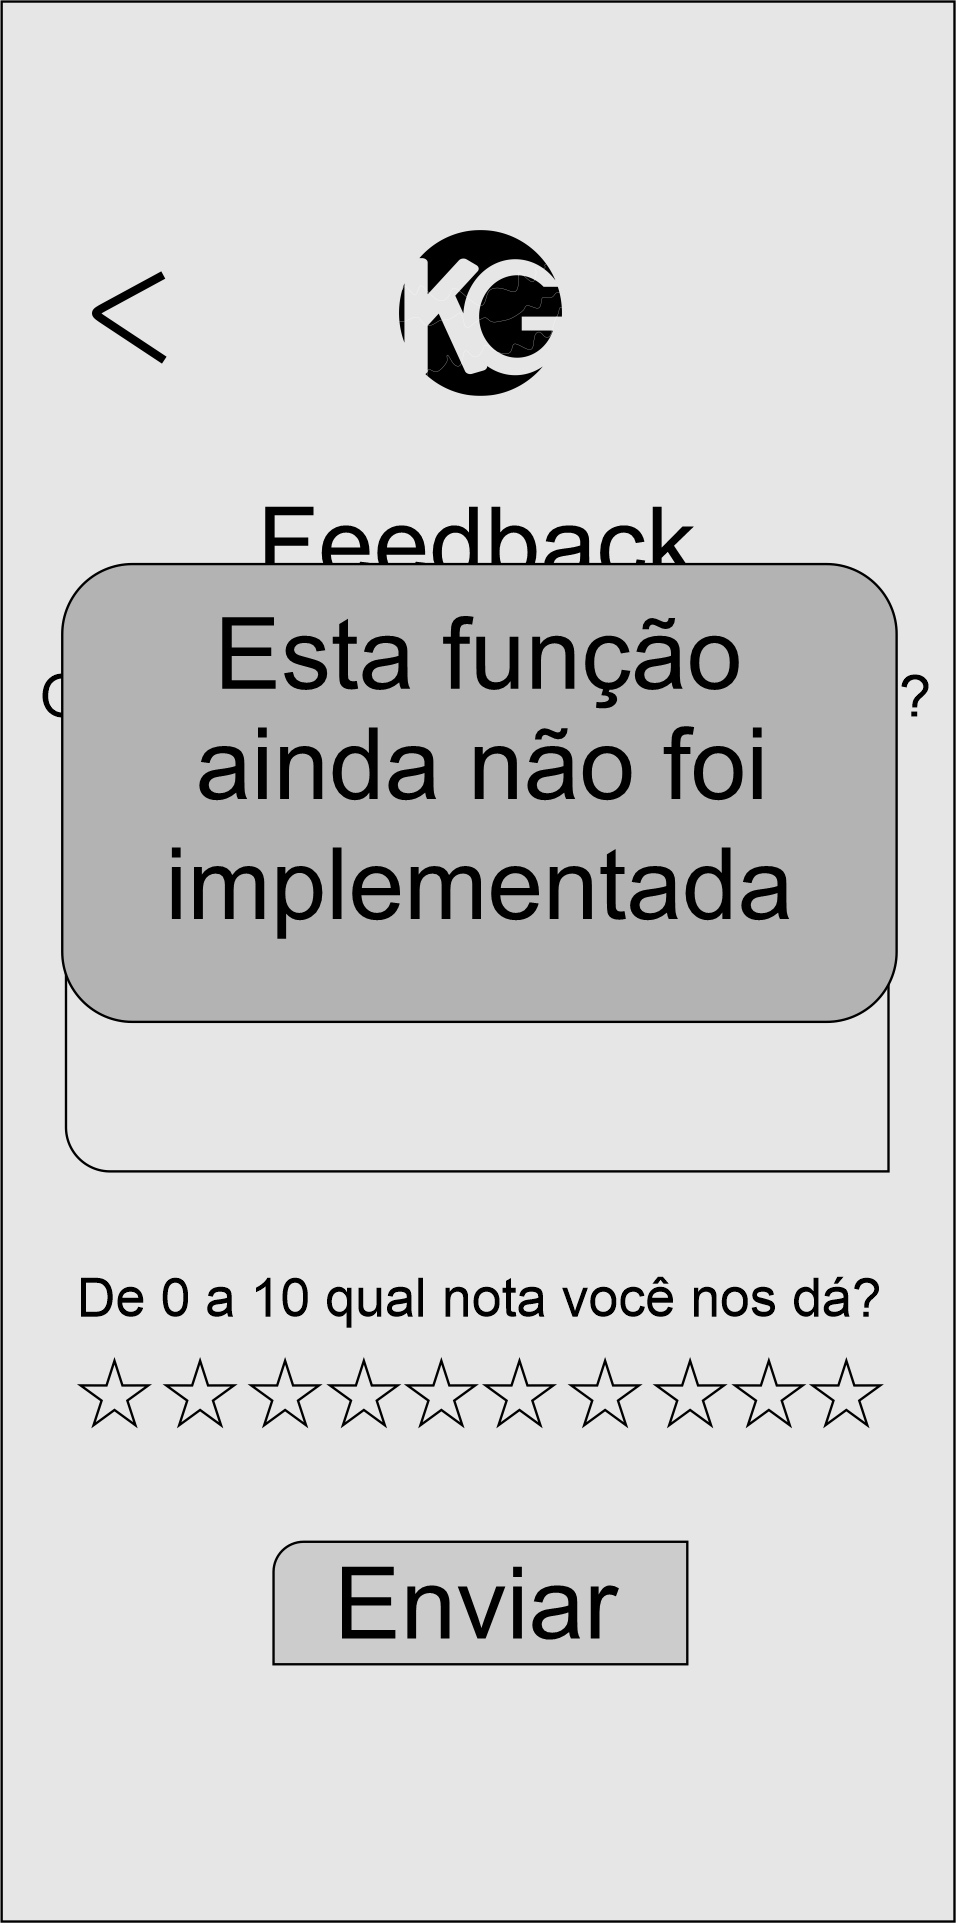 <
KG
Feedback
Esta função
ainda não foi
?
implementada
De 0 a 10 qual nota você nos dá?
Enviar